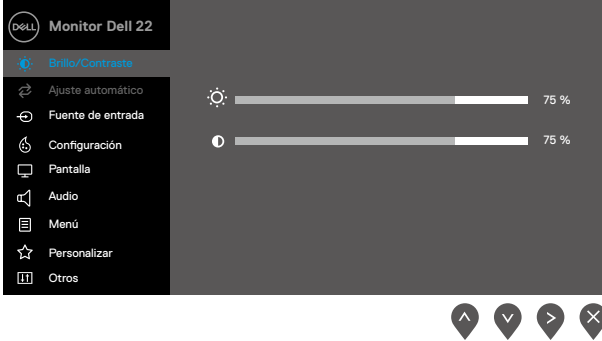 DELL
Monitor Dell 22
Brillo/Contraste
Ajuste automático
Fuente de entrada
Configuración
Pantalla
Audio
Menú
Personalizar
Otros
75 %
75 %